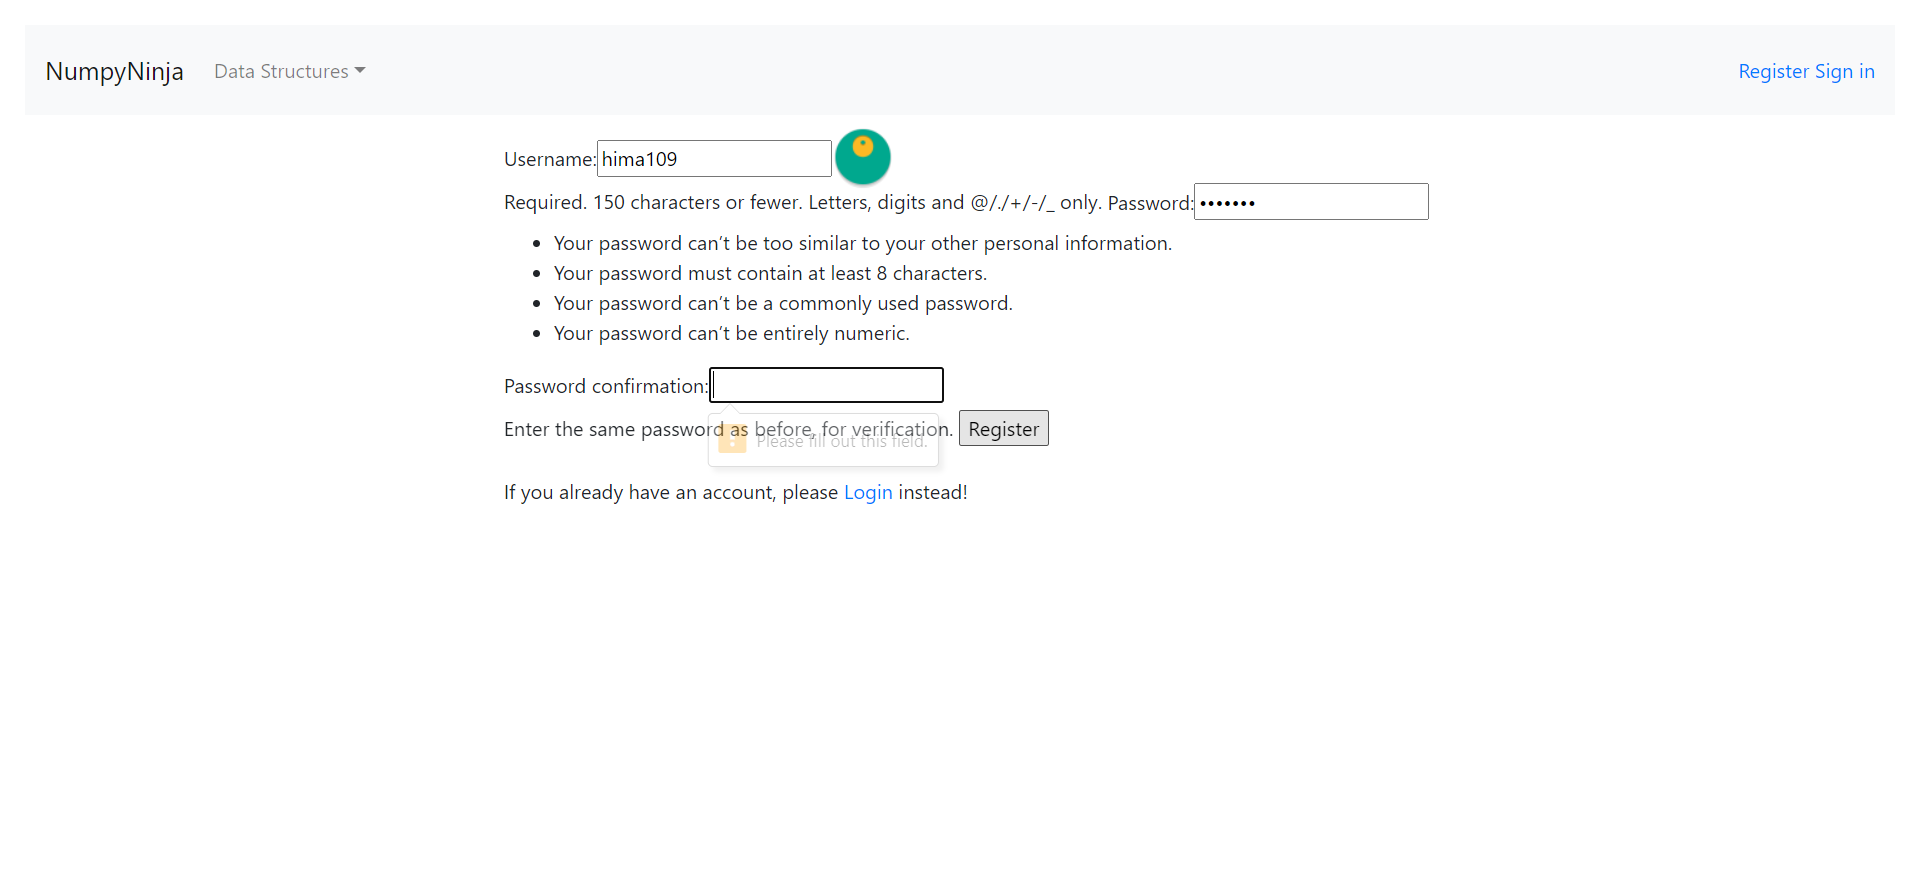 NumpyNinja Data Structures Register Sign in
Username: hima109
Required. 150 characters or fewer. Letters, digits and @/./+/-/_ only. Password: •••••••
• Your password can’t be too similar to your other personal information.
• Your password must contain at least 8 characters.
• Your password can’t be a commonly used password.
• Your password can’t be entirely numeric.
Password confirmation:
Enter the same password as before, for verification. Register
! Please fill out this field.
If you already have an account, please Login instead!